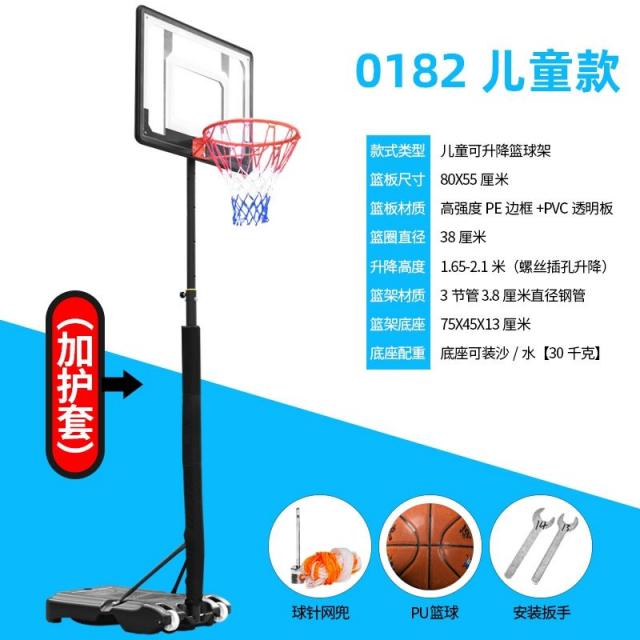 0182 儿童款
款式类型 儿童可升降篮球架
篮板尺寸 80X55 厘米
篮板材质 高强度 PE 边框 +PVC 透明板
篮圈直径 38 厘米
升降高度 1.65-2.1 米（螺丝插孔升降）
篮架材质 3 节管 3.8 厘米直径钢管
篮架底座 75X45X13 厘米
底座配重 底座可装沙 / 水【30 千克】
（加护套）
14
13
球针网兜
PU篮球
安装扳手